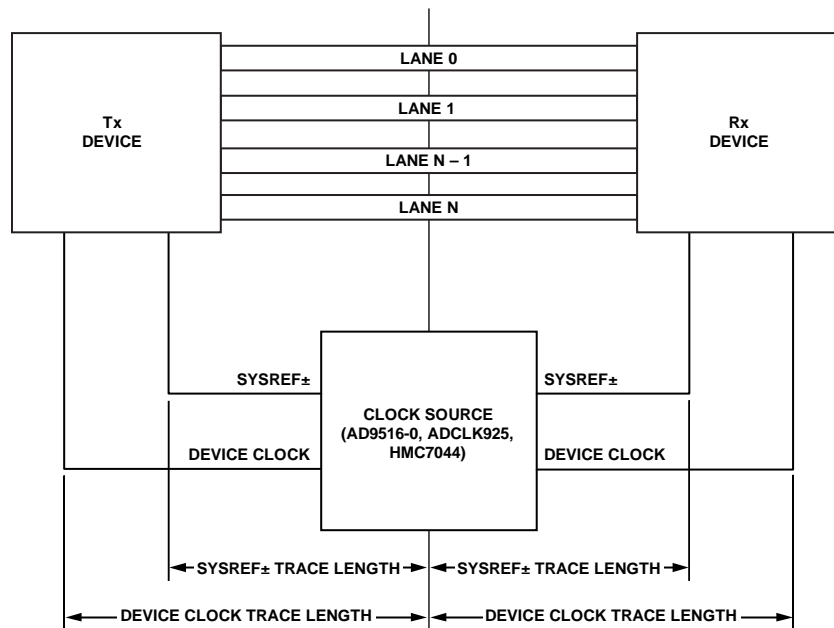 LANE 0
LANE 1
LANE N – 1
LANE N
Tx
DEVICE
Rx
DEVICE
SYSREF±
SYSREF±
CLOCK SOURCE
(AD9516-0, ADCLK925,
HMC7044)
DEVICE CLOCK
DEVICE CLOCK
SYSREF± TRACE LENGTH
SYSREF± TRACE LENGTH
DEVICE CLOCK TRACE LENGTH
DEVICE CLOCK TRACE LENGTH